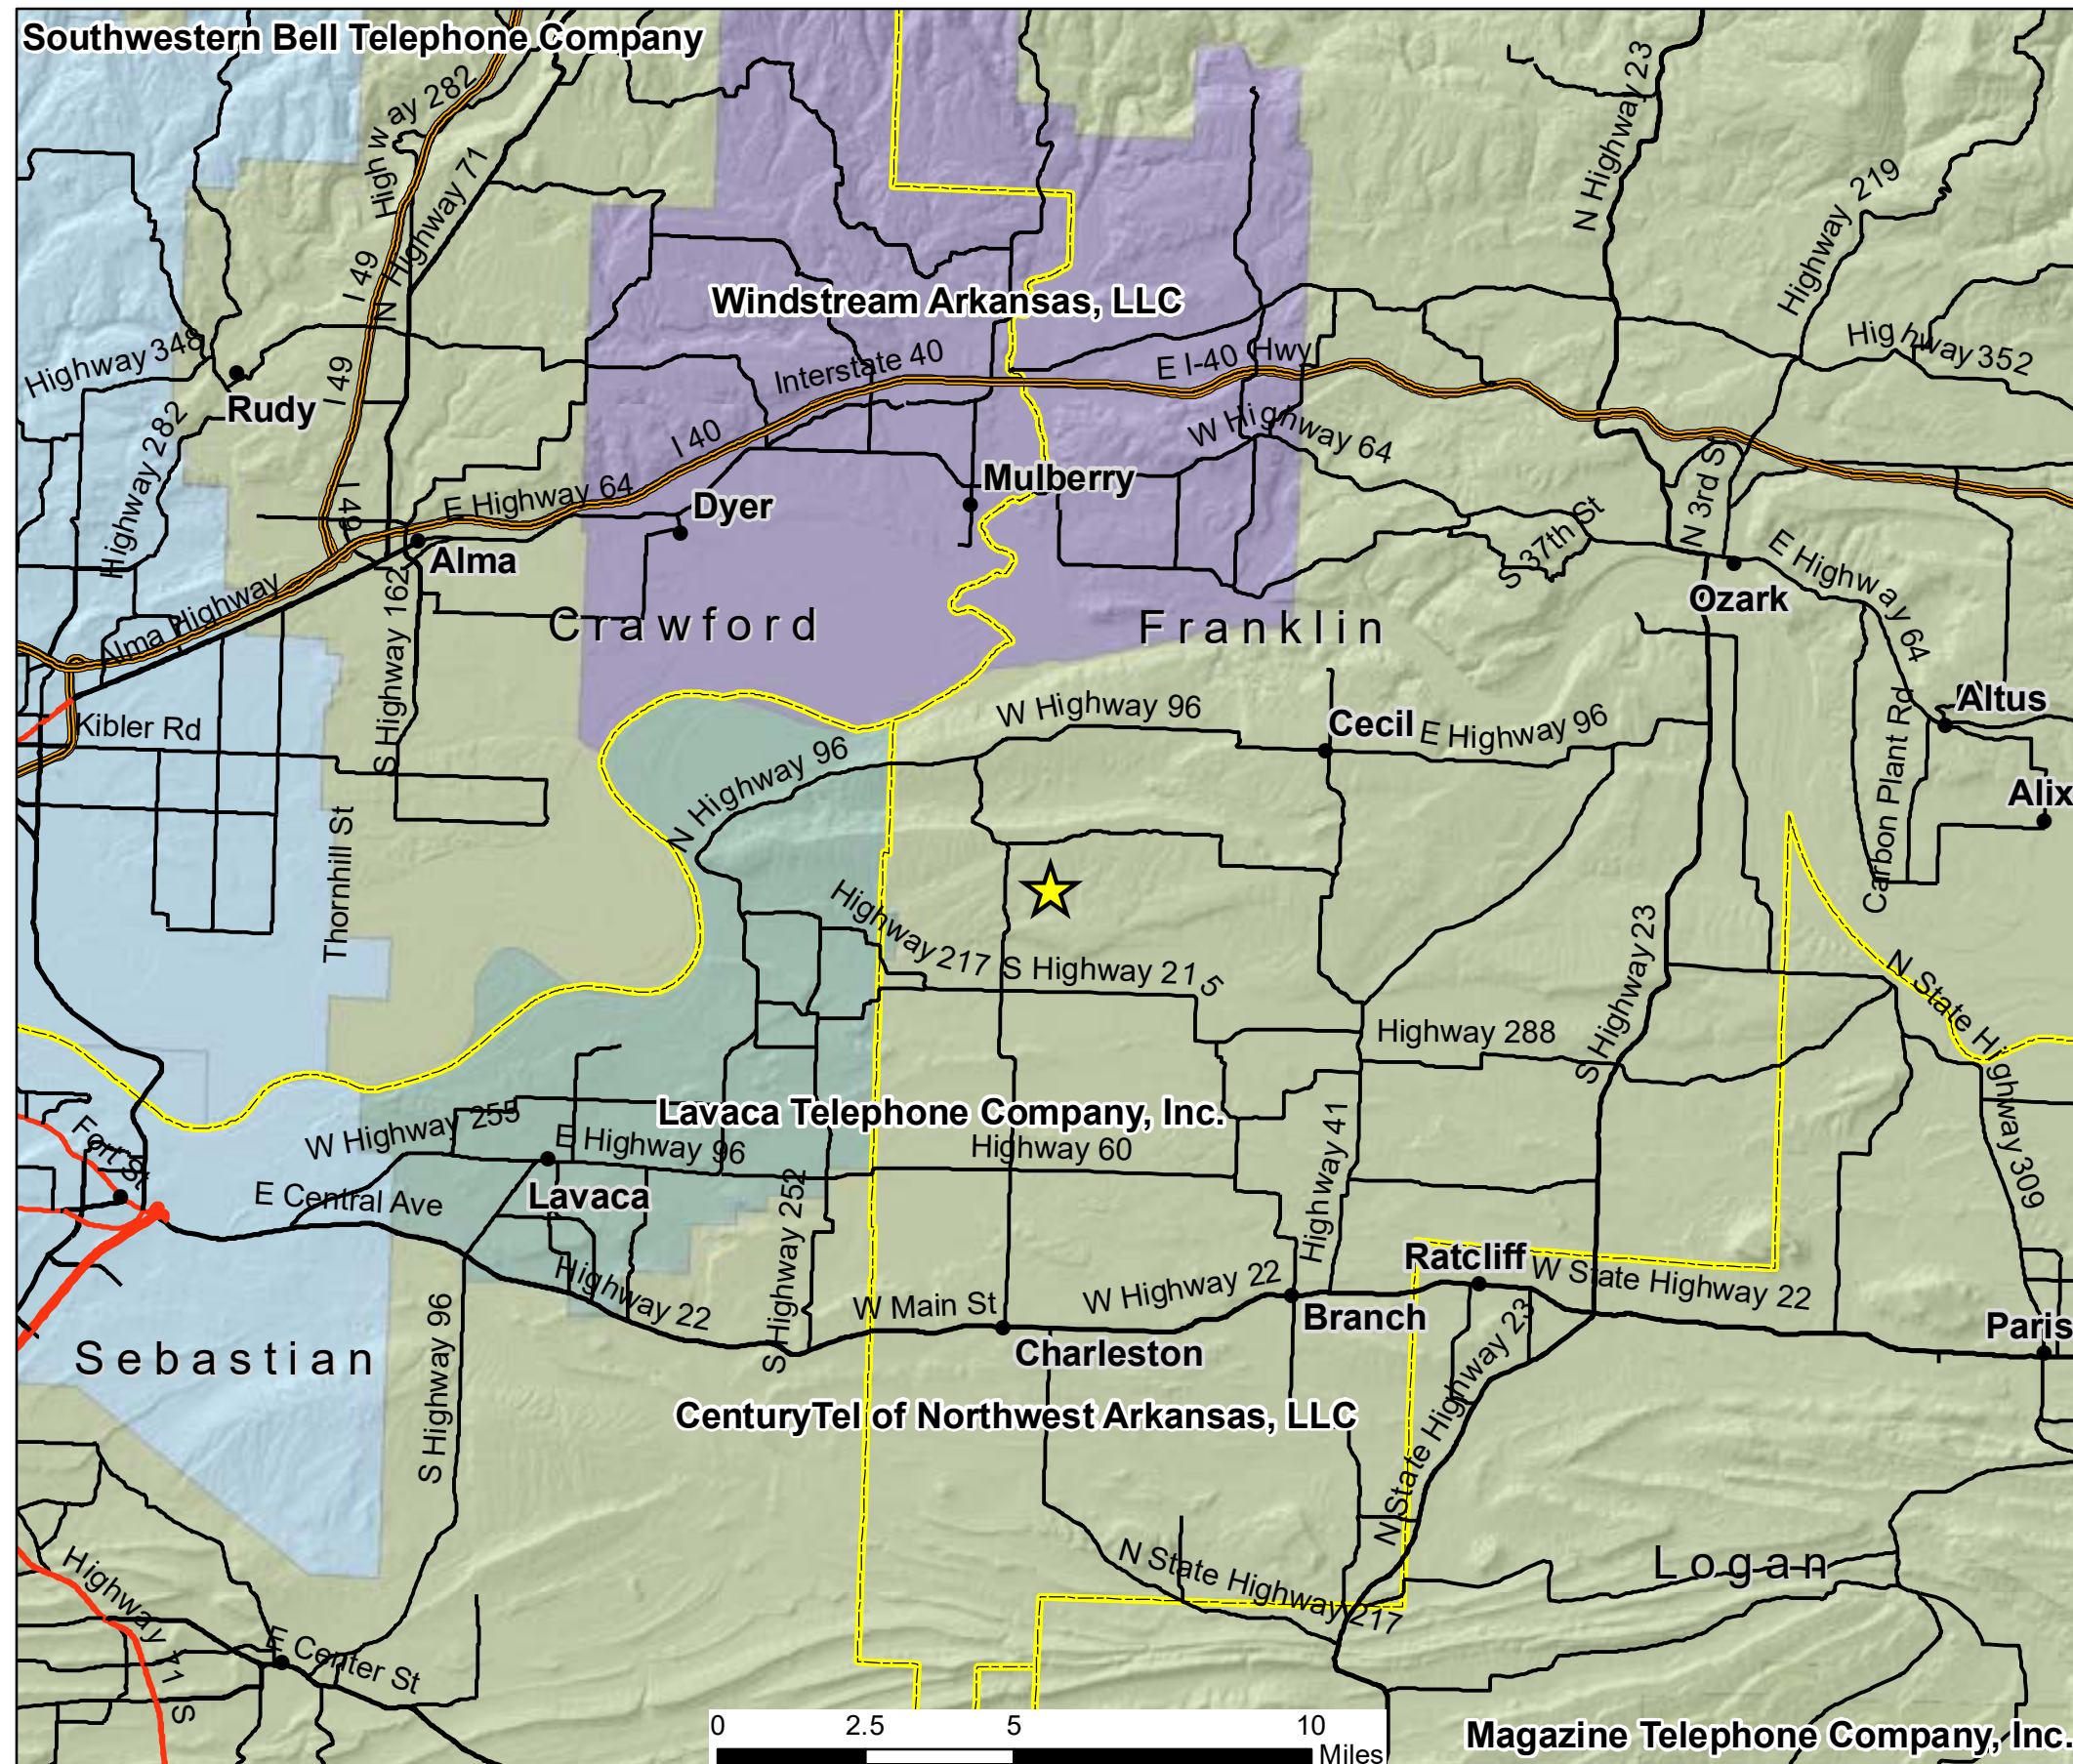 Southwestern Bell Telephone Company
Highway 282
N Highway 23
N Highway 71
Highway 219
I 49
Windstream Arkansas, LLC
Highway 348
Interstate 40
E I-40 Hwy
Highway 352
I 49
Rudy
Highway 282
I 40
W Highway 64
N 3rd St
Mulberry
I 49
E Highway 64
Dyer
S 37th St
Alma
E Highway 64
Ozark
Alma Highway
S Highway 162
Crawford
Franklin
Altus
Kibler Rd
W Highway 96
Cecil
E Highway 96
Carbon Plant Rd
N Highway 96
Alix
Thornhill St
Highway 217
S Highway 215
S Highway 23
N State Highway 309
Highway 288
Fort St
W Highway 255
Lavaca Telephone Company, Inc.
E Highway 96
Highway 60
Highway 41
E Central Ave
Lavaca
S Highway 252
Ratcliff
W State Highway 22
Highway 22
W Main St
W Highway 22
Branch
Paris
Sebastian
Charleston
S Highway 96
N State Highway 23
CenturyTel of Northwest Arkansas, LLC
Highway 71 S
N State Highway 217
Logan
E Center St
0 2.5 5 10
Miles
Magazine Telephone Company, Inc.